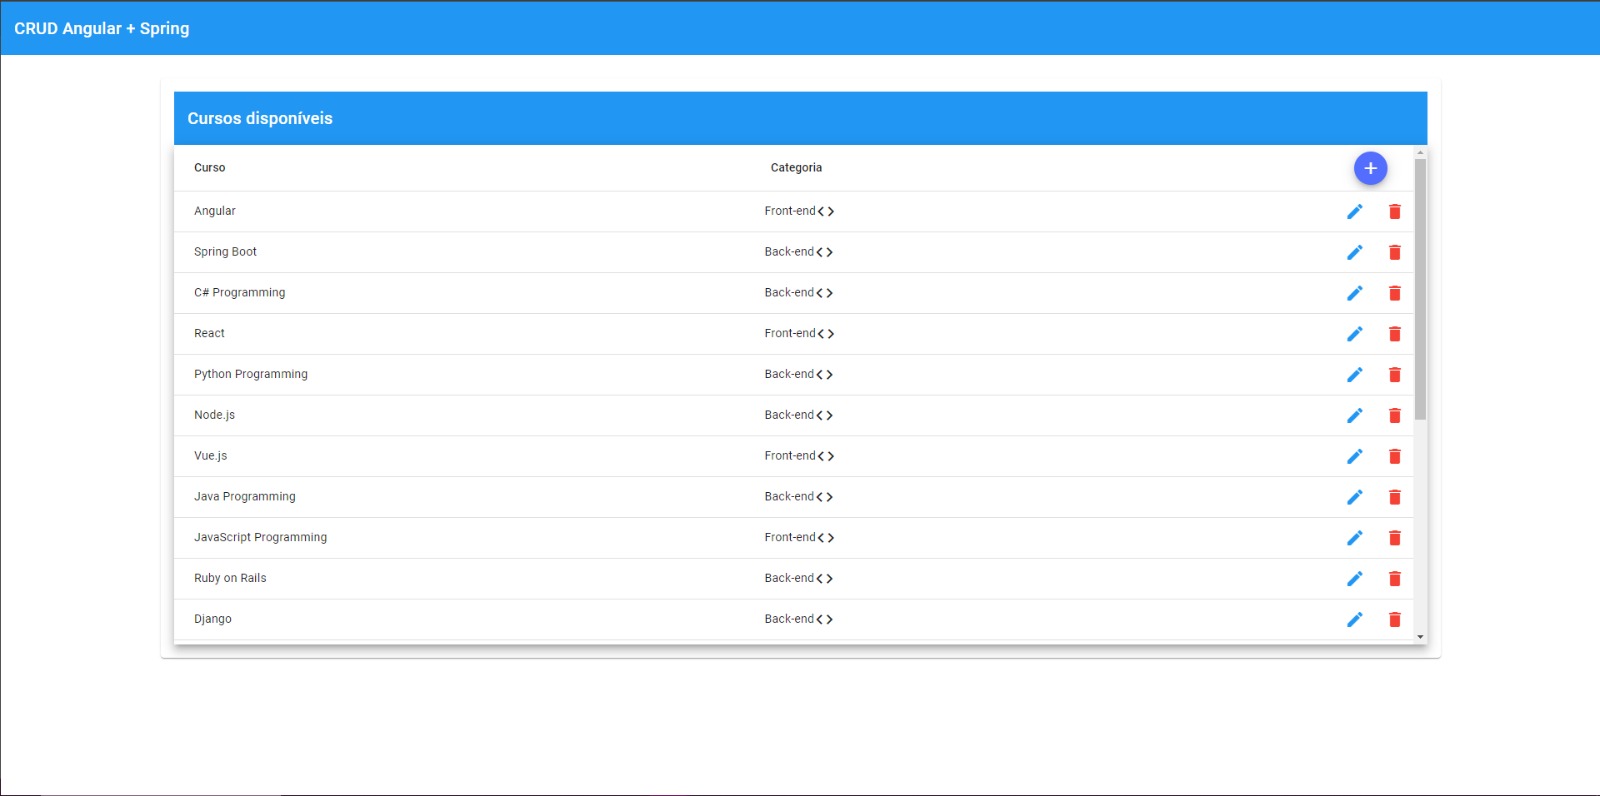 CRUD Angular + Spring
Cursos disponíveis
Curso Categoria
Angular Front-end
Spring Boot Back-end
C# Programming Back-end
React Front-end
Python Programming Back-end
Node.js Back-end
Vue.js Front-end
Java Programming Back-end
JavaScript Programming Front-end
Ruby on Rails Back-end
Django Back-end